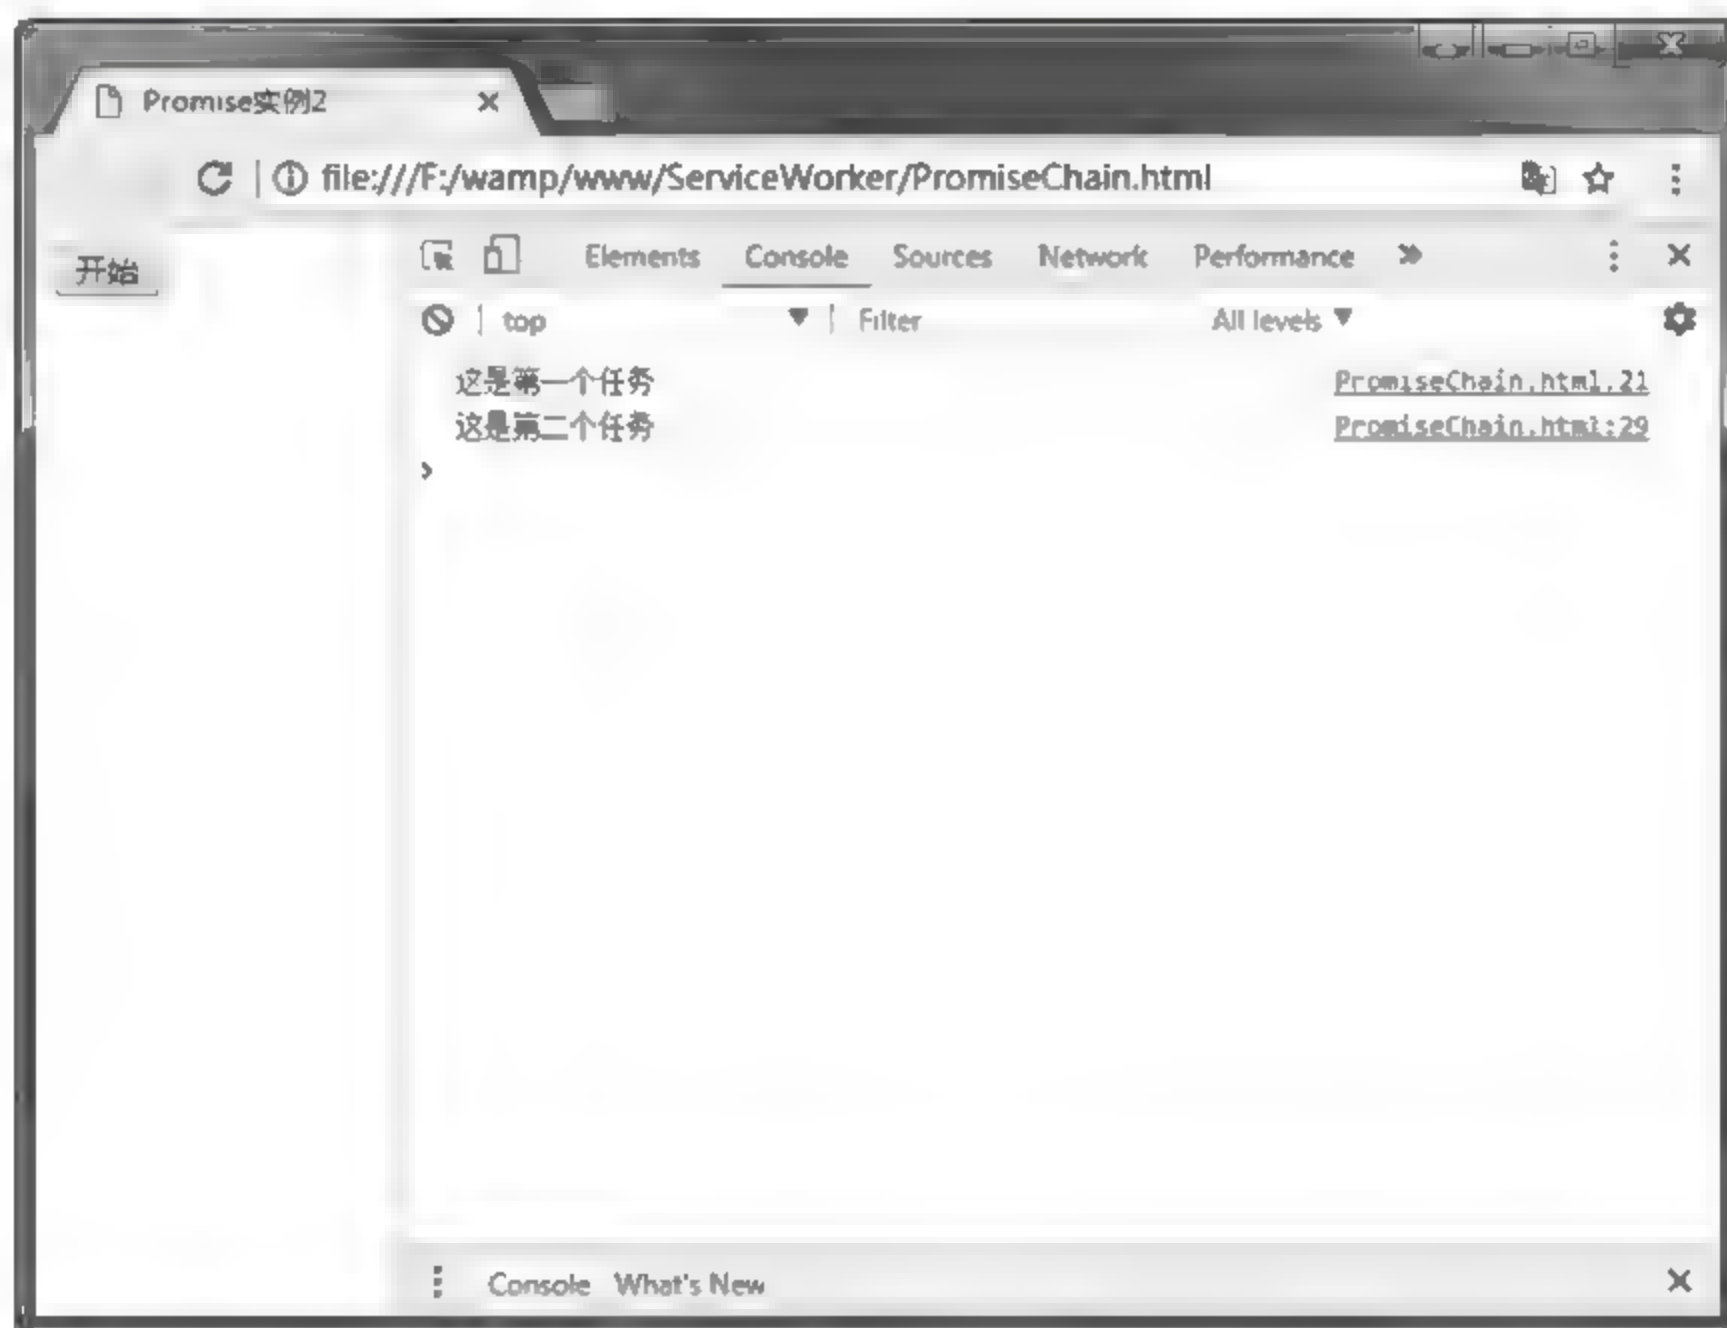 Promise实例2
file:///F:/wamp/www/ServiceWorker/PromiseChain.html
开始
Elements Console Sources Network Performance
top Filter All levels
这是第一个任务 PromiseChain.html:21
这是第二个任务 PromiseChain.html:29
Console What's New